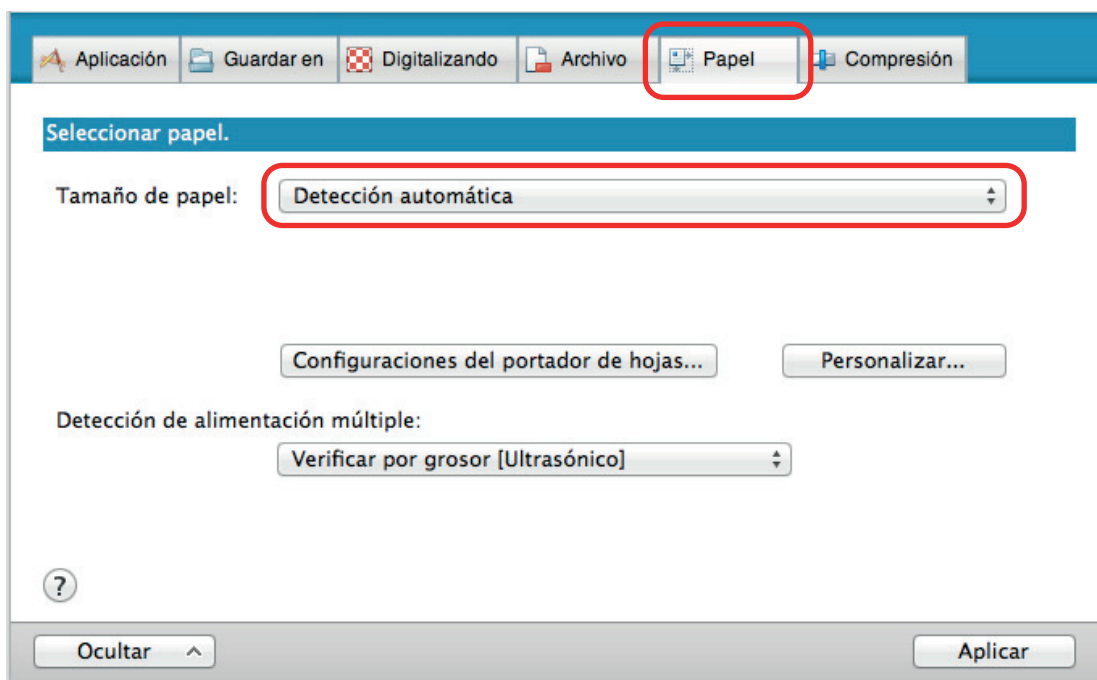 Aplicación Guardar en Digitalizando Archivo Papel Compresión
Seleccionar papel.
Tamaño de papel: Detección automática
Configuraciones del portador de hojas... Personalizar...
Detección de alimentación múltiple:
Verificar por grosor [Ultrasónico]
?
Ocultar Aplicar